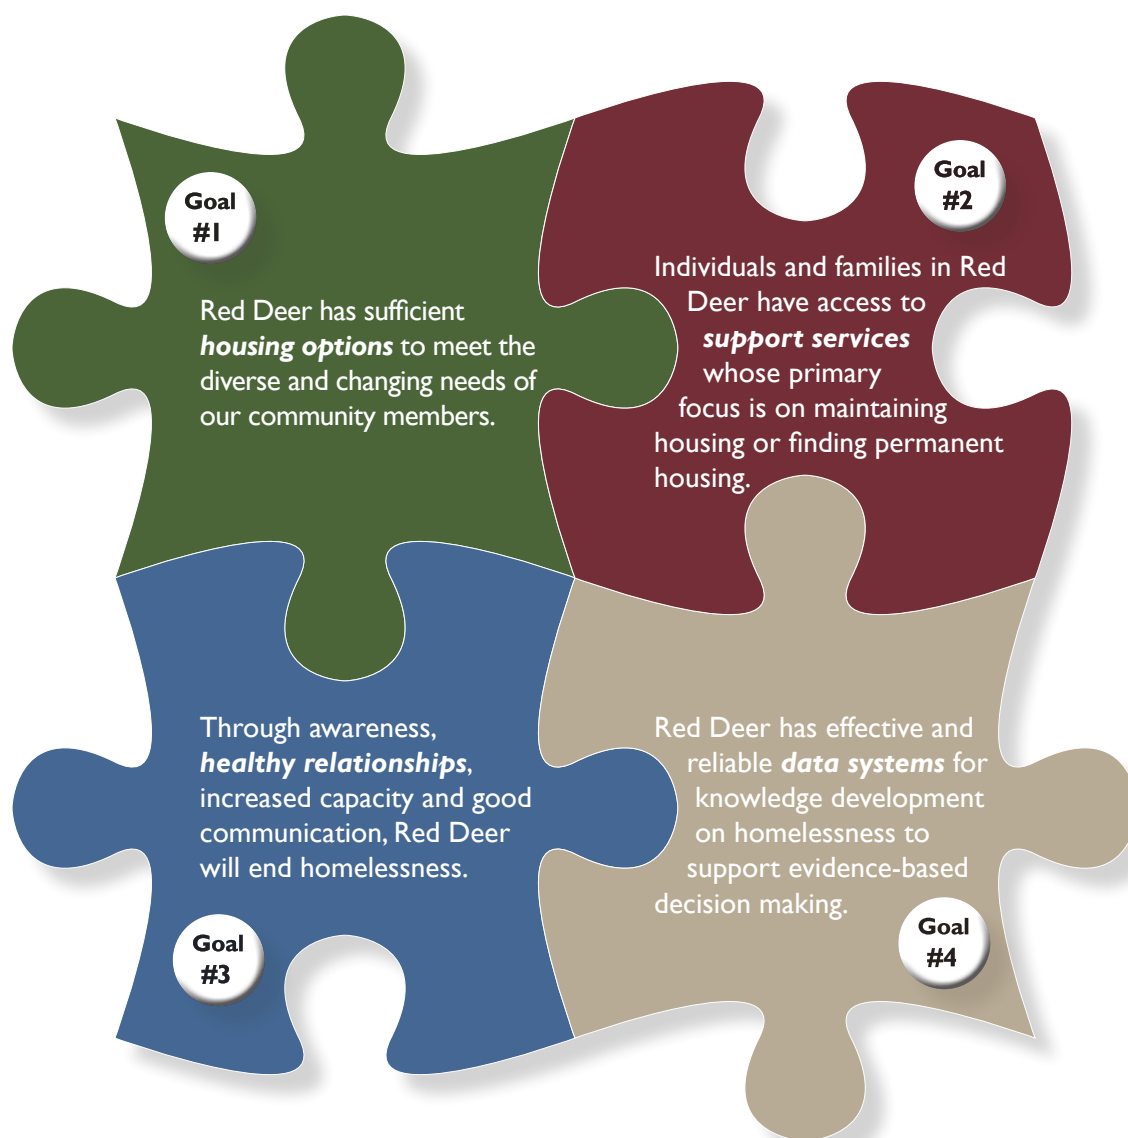 Goal
#1
Red Deer has sufficient
housing options to meet the
diverse and changing needs of
our community members.
Goal
#2
Individuals and families in Red
Deer have access to
support services
whose primary
focus is on maintaining
housing or finding permanent
housing.
Through awareness,
healthy relationships,
increased capacity and good
communication, Red Deer
will end homelessness.
Goal
#3
Red Deer has effective and
reliable data systems for
knowledge development
on homelessness to
support evidence-based
decision making.
Goal
#4